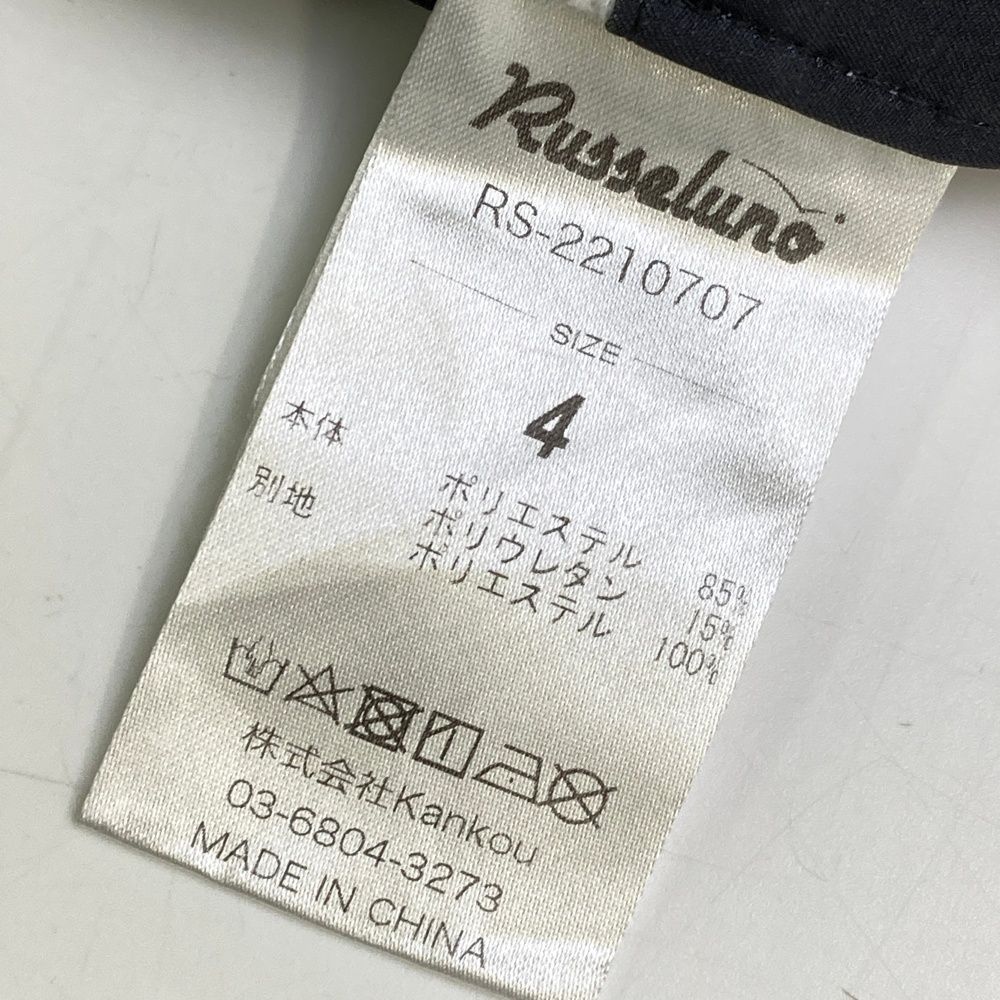 Russeluno
RS-2210707
SIZE
4
本体 ポリエステル 85%
ポリウレタン 15%
別地 ポリエステル 100%
株式会社Kankou
03-6804-3273
MADE IN CHINA